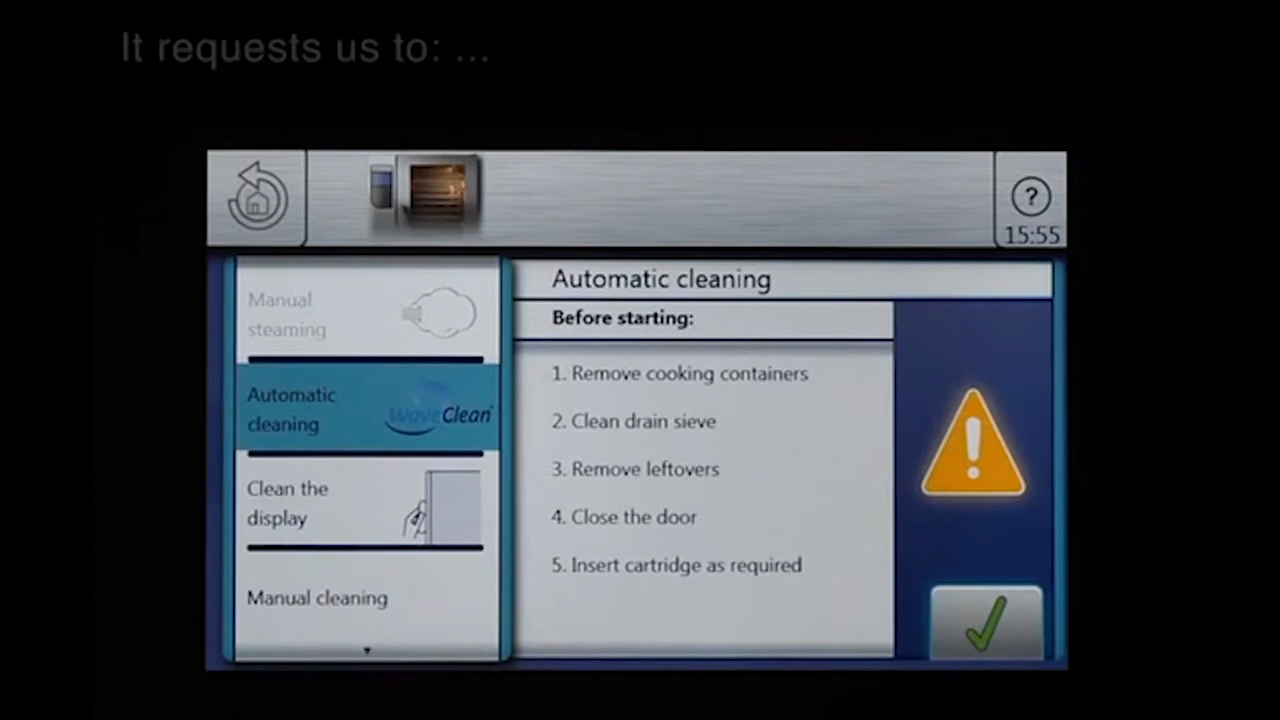 It requests us to: ...
?
15:55
Manual
steaming
Automatic
cleaning
waveClean
Clean the
display
Manual cleaning
Automatic cleaning
Before starting:
1. Remove cooking containers
2. Clean drain sieve
3. Remove leftovers
4. Close the door
5. Insert cartridge as required